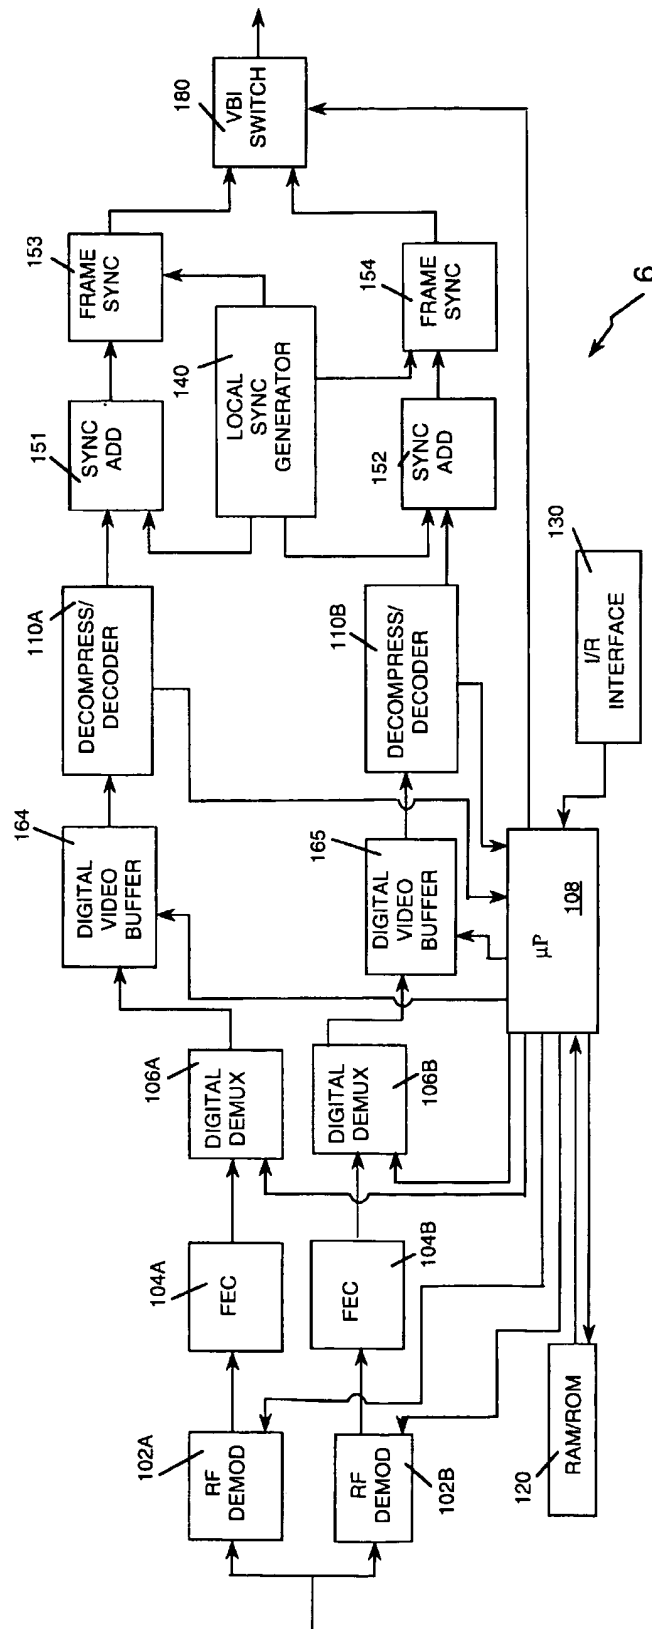 102A
RF
DEMOD
104A
FEC
106A
DIGITAL
DEMUX
164
DIGITAL
VIDEO
BUFFER
110A
DECOMPRESS/
DECODER
151
SYNC
ADD
153
FRAME
SYNC
180
VBI
SWITCH
140
LOCAL
SYNC
GENERATOR
RF
DEMOD
102B
FEC
104B
DIGITAL
DEMUX
106B
165
DIGITAL
VIDEO
BUFFER
110B
DECOMPRESS/
DECODER
152
SYNC
ADD
154
FRAME
SYNC
120
RAM/ROM
µP
108
130
I/R
INTERFACE
6